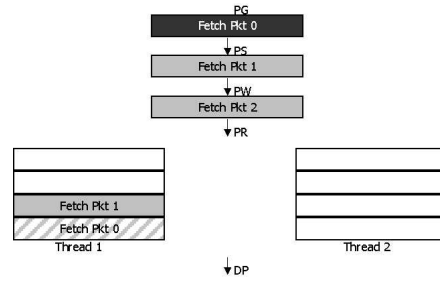 PG
Fetch Pkt 0
PS
Fetch Pkt 1
PW
Fetch Pkt 2
PR
Fetch Pkt 1
Fetch Pkt 0
Thread 1
Thread 2
DP